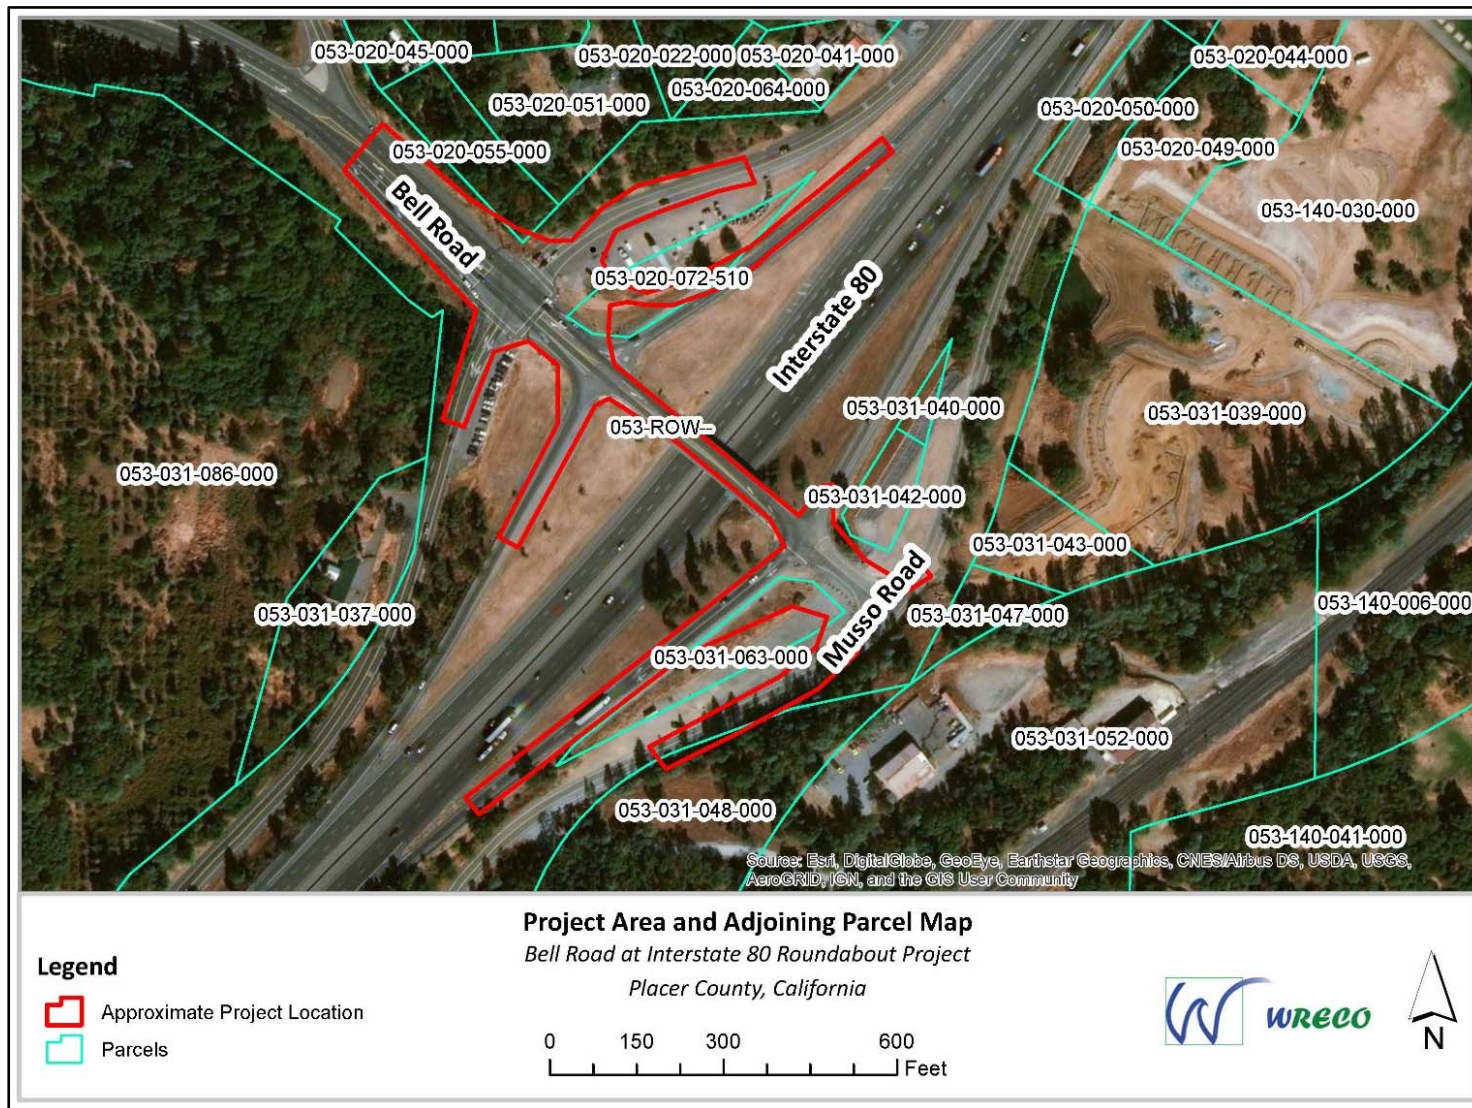 053-020-045-000
053-020-022-000
053-020-041-000
053-020-044-000
053-020-064-000
053-020-051-000
053-020-050-000
053-020-055-000
053-020-049-000
Bell Road
053-140-030-000
053-020-072-510
Interstate 80
053-031-040-000
053-031-039-000
053-ROW--
053-031-086-000
053-031-042-000
053-031-043-000
053-031-037-000
053-031-047-000
053-140-006-000
Musso Road
053-031-063-000
053-031-052-000
053-031-048-000
053-140-041-000
Source: Esri, DigitalGlobe, GeoEye, Earthstar Geographics, CNES/Airbus DS, USDA, USGS,
AeroGRID, IGN, and the GIS User Community
Project Area and Adjoining Parcel Map
Bell Road at Interstate 80 Roundabout Project
Placer County, California
Legend
Approximate Project Location
Parcels
0 150 300 600
Feet
WRECO
N